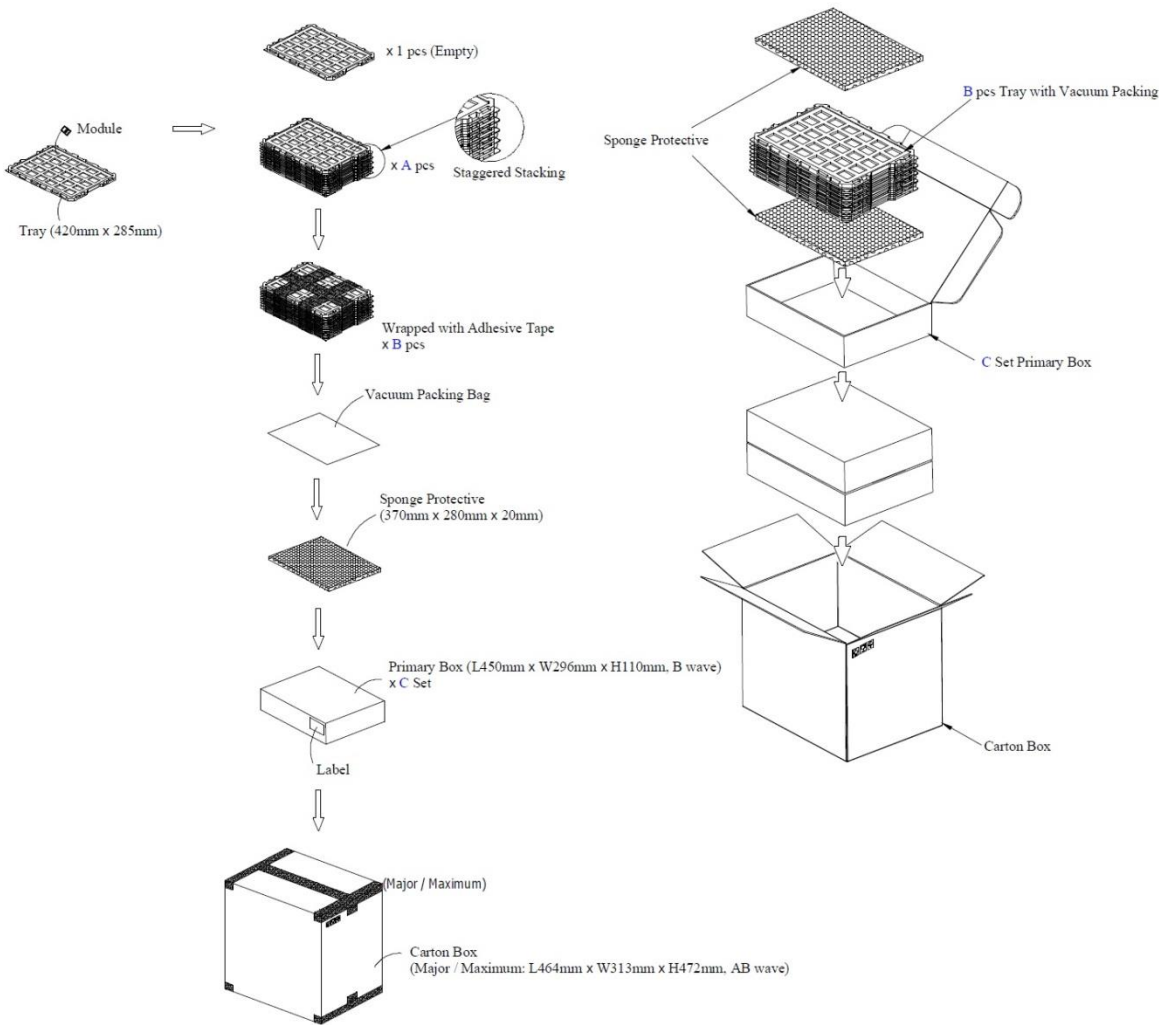 x 1 pcs (Empty)
Module
Tray (420mm x 285mm)
x A pcs
Staggered Stacking
Wrapped with Adhesive Tape
x B pcs
Vacuum Packing Bag
Sponge Protective
(370mm x 280mm x 20mm)
Primary Box (L450mm x W296mm x H110mm, B wave)
x C Set
Label
(Major / Maximum)
Carton Box
(Major / Maximum: L464mm x W313mm x H472mm, AB wave)
B pcs Tray with Vacuum Packing
Sponge Protective
C Set Primary Box
Carton Box